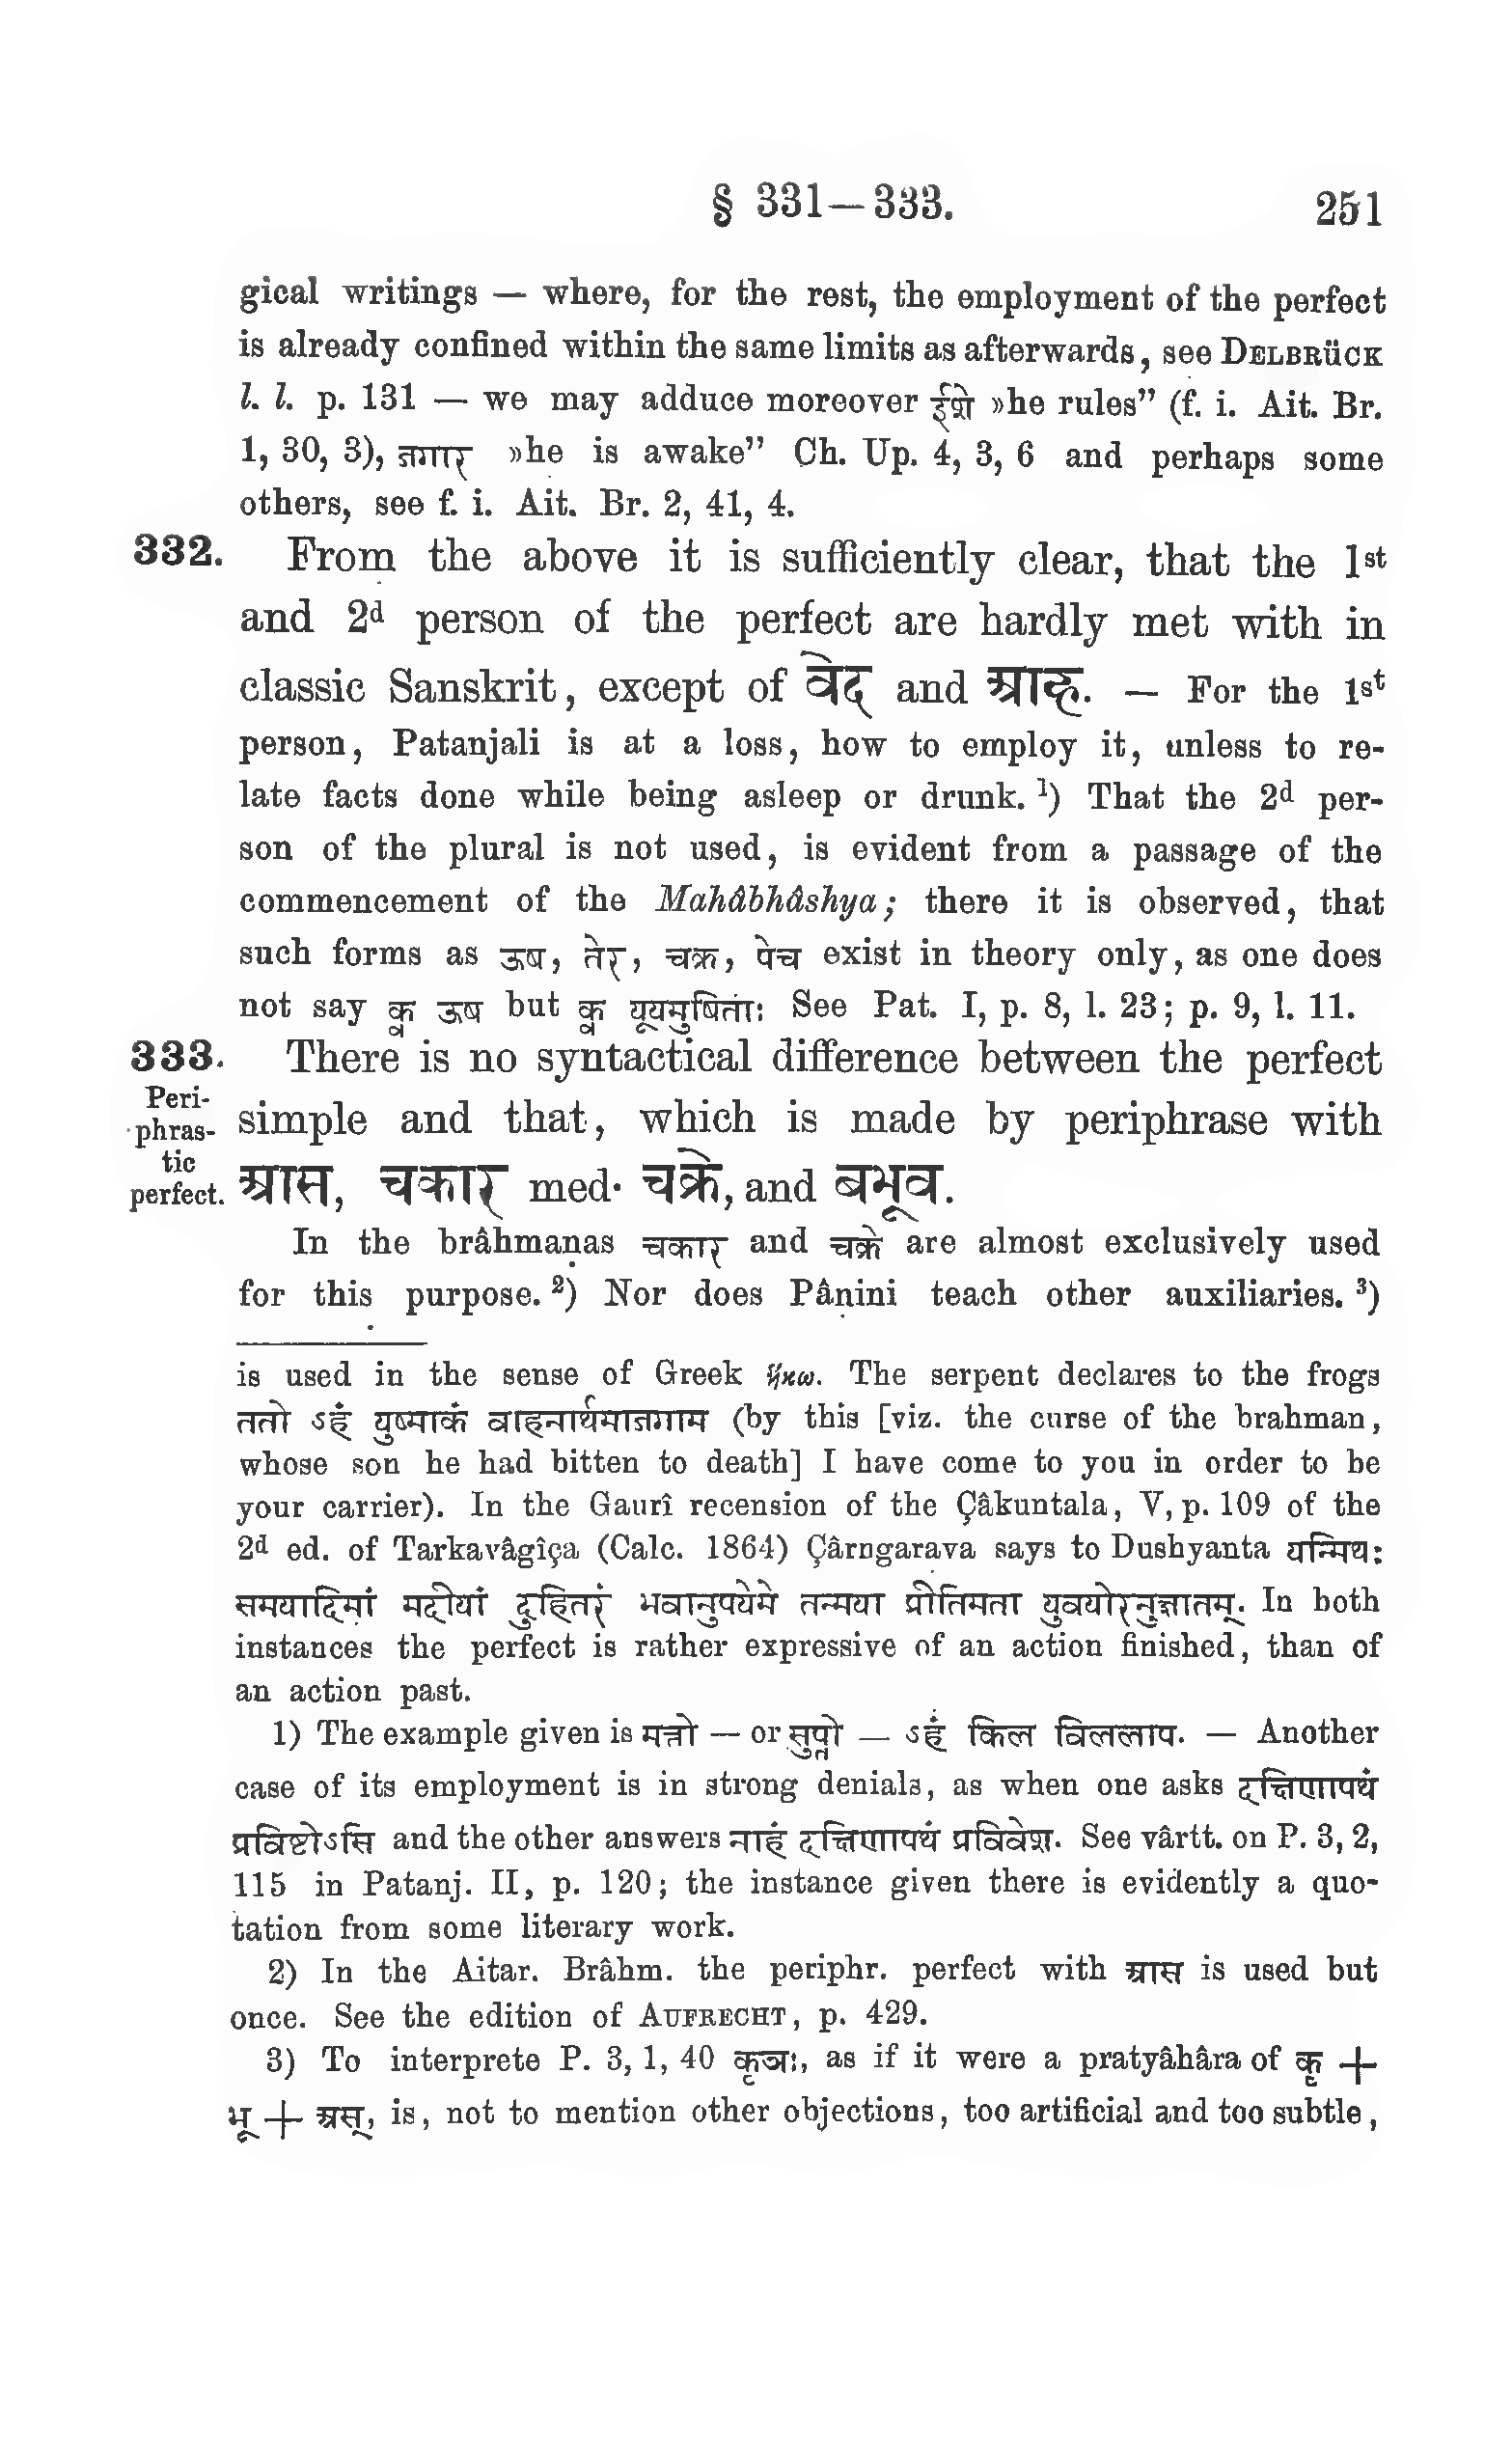 § 331—333. 251
gical writings — where, for the rest, the employment of the perfect
is already confined within the same limits as afterwards, see DELBRüCK
l. l. p. 131 — we may adduce moreover ईशे »he rules” (f. i. Ait. Br.
1, 30, 3), जागार »he is awake” Ch. Up. 4, 3, 6 and perhaps some
others, see f. i. Ait. Br. 2, 41, 4.
332. From the above it is sufficiently clear, that the 1st
and 2d person of the perfect are hardly met with in
classic Sanskrit, except of वेद and आह. — For the 1st
person, Patanjali is at a loss, how to employ it, unless to re-
late facts done while being asleep or drunk. 1) That the 2d per-
son of the plural is not used, is evident from a passage of the
commencement of the Mahâbhâshya; there it is observed, that
such forms as ऊष, तेर, चक्र, पेच exist in theory only, as one does
not say क्व ऊष but क्व यूयमुषिताः See Pat. I, p. 8, l. 23; p. 9, l. 11.
333. There is no syntactical difference between the perfect
Peri-
phras-
tic
perfect.
simple and that, which is made by periphrase with
आस, चकार med. चक्रे, and बभूव.
In the brâhmaṇas चकार and चक्रे are almost exclusively used
for this purpose. 2) Nor does Pâṇini teach other auxiliaries. 3)
is used in the sense of Greek ἥκω. The serpent declares to the frogs
ततो ऽहं युष्माकं वाहनार्थमाजगाम (by this [viz. the curse of the brahman,
whose son he had bitten to death] I have come to you in order to be
your carrier). In the Gaurî recension of the Çâkuntala, V, p. 109 of the
2d ed. of Tarkavâgîça (Calc. 1864) Çârngarava says to Dushyanta यन्मिथः
समयादिमां मदीयां दुहितरं भवानुपयेमे तन्मया प्रीतिमता युवयोरनुज्ञातम्. In both
instances the perfect is rather expressive of an action finished, than of
an action past.
1) The example given is मत्तो — or सुप्तो — ऽहं किल विललाप. — Another
case of its employment is in strong denials, as when one asks दक्षिणापथं
प्रविष्टोऽसि and the other answers नाहं दक्षिणापथं प्रविवेश. See vârtt. on P. 3, 2,
115 in Patanj. II, p. 120; the instance given there is evidently a quo-
tation from some literary work.
2) In the Aitar. Brâhm. the periphr. perfect with आस is used but
once. See the edition of AUFRECHT, p. 429.
3) To interprete P. 3, 1, 40 कृञः, as if it were a pratyâhâra of कृ +
भू + अस्, is, not to mention other objections, too artificial and too subtle,